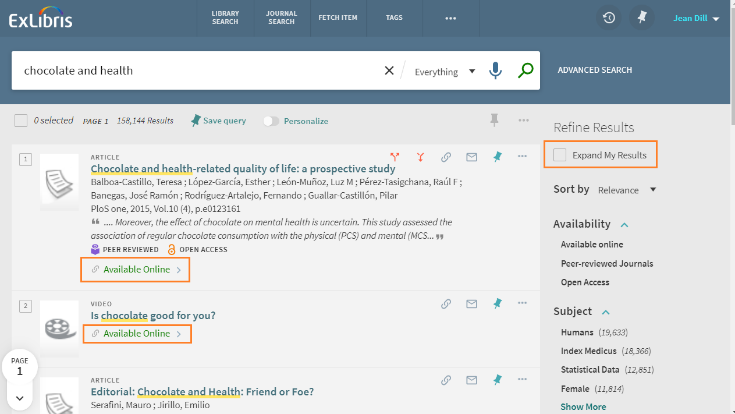 ExLibris
LIBRARY SEARCH
JOURNAL SEARCH
FETCH ITEM
TAGS
Jean Dill
chocolate and health
Everything
ADVANCED SEARCH
0 selected PAGE 1 158,144 Results
Save query
Personalize
1
ARTICLE
Chocolate and health-related quality of life: a prospective study
Balboa-Castillo, Teresa ; López-García, Esther ; León-Muñoz, Luz M ; Pérez-Tasigchana, Raúl F ;
Banegas, José Ramón ; Rodríguez-Artalejo, Fernando ; Guallar-Castillón, Pilar
PloS one, 2015, Vol.10 (4), p.e0123161
“ .... Moreover, the effect of chocolate on mental health is uncertain. This study assessed the
association of regular chocolate consumption with the physical (PCS) and mental (MCS... ”
PEER REVIEWED OPEN ACCESS
Available Online
2
VIDEO
Is chocolate good for you?
Available Online
ARTICLE
Editorial: Chocolate and Health: Friend or Foe?
Serafini, Mauro ; Jirillo, Emilio
PAGE
1
Refine Results
Expand My Results
Sort by Relevance
Availability
Available online
Peer-reviewed Journals
Open Access
Subject
Humans (19,633)
Index Medicus (18,366)
Statistical Data (12,851)
Female (11,814)
Show More